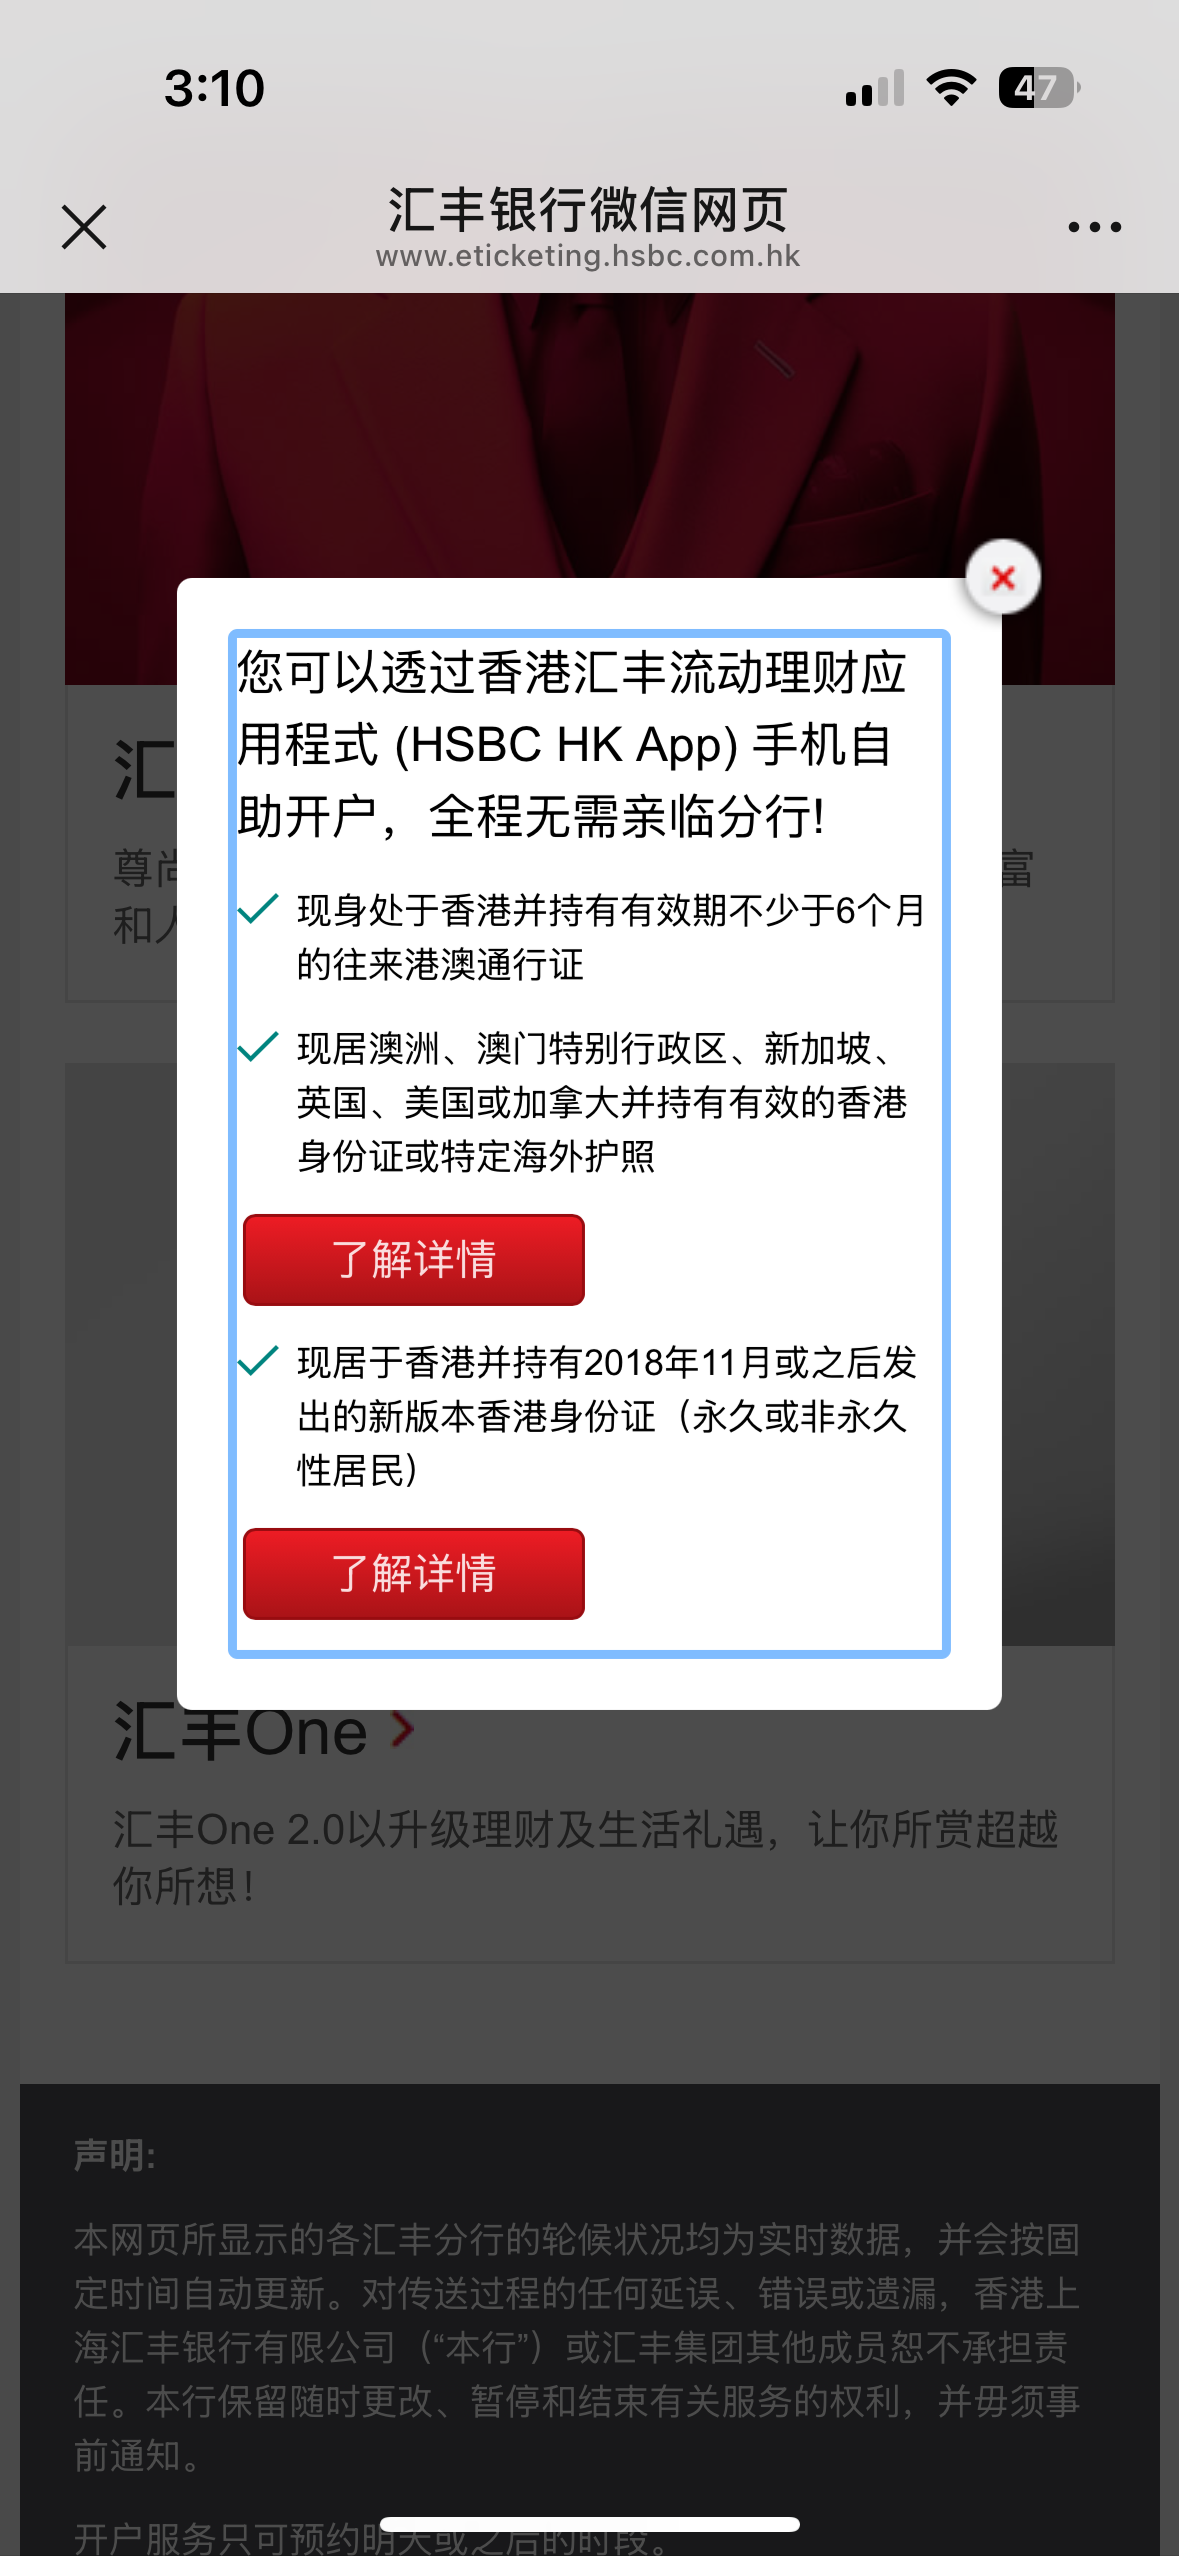 3:10
47
汇丰银行微信网页
www.eticketing.hsbc.com.hk
您可以透过香港汇丰流动理财应
用程式 (HSBC HK App) 手机自
助开户，全程无需亲临分行!
现身处于香港并持有有效期不少于6个月
的往来港澳通行证
现居澳洲、澳门特别行政区、新加坡、
英国、美国或加拿大并持有有效的香港
身份证或特定海外护照
了解详情
现居于香港并持有2018年11月或之后发
出的新版本香港身份证（永久或非永久
性居民）
了解详情
汇
尊尚 富
和人
汇丰One
汇丰One 2.0以升级理财及生活礼遇，让你所赏超越
你所想！
声明:
本网页所显示的各汇丰分行的轮候状况均为实时数据，并会按固
定时间自动更新。对传送过程的任何延误、错误或遗漏，香港上
海汇丰银行有限公司（“本行”）或汇丰集团其他成员恕不承担责
任。本行保留随时更改、暂停和结束有关服务的权利，并毋须事
前通知。
开户服务只可预约明天或之后的时段。